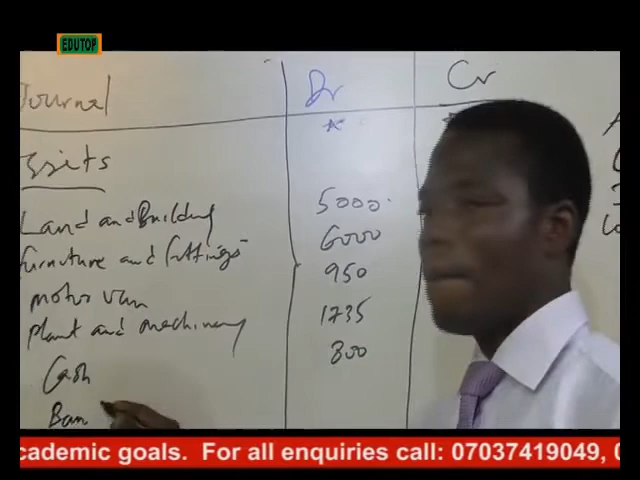 EDUTOP
Journal Dr Cr
Land and Building 5000
furniture and fittings 6000
motor van 950
plant and machinery 1735
Cash 800
Ban
cademic goals. For all enquiries call: 07037419049,